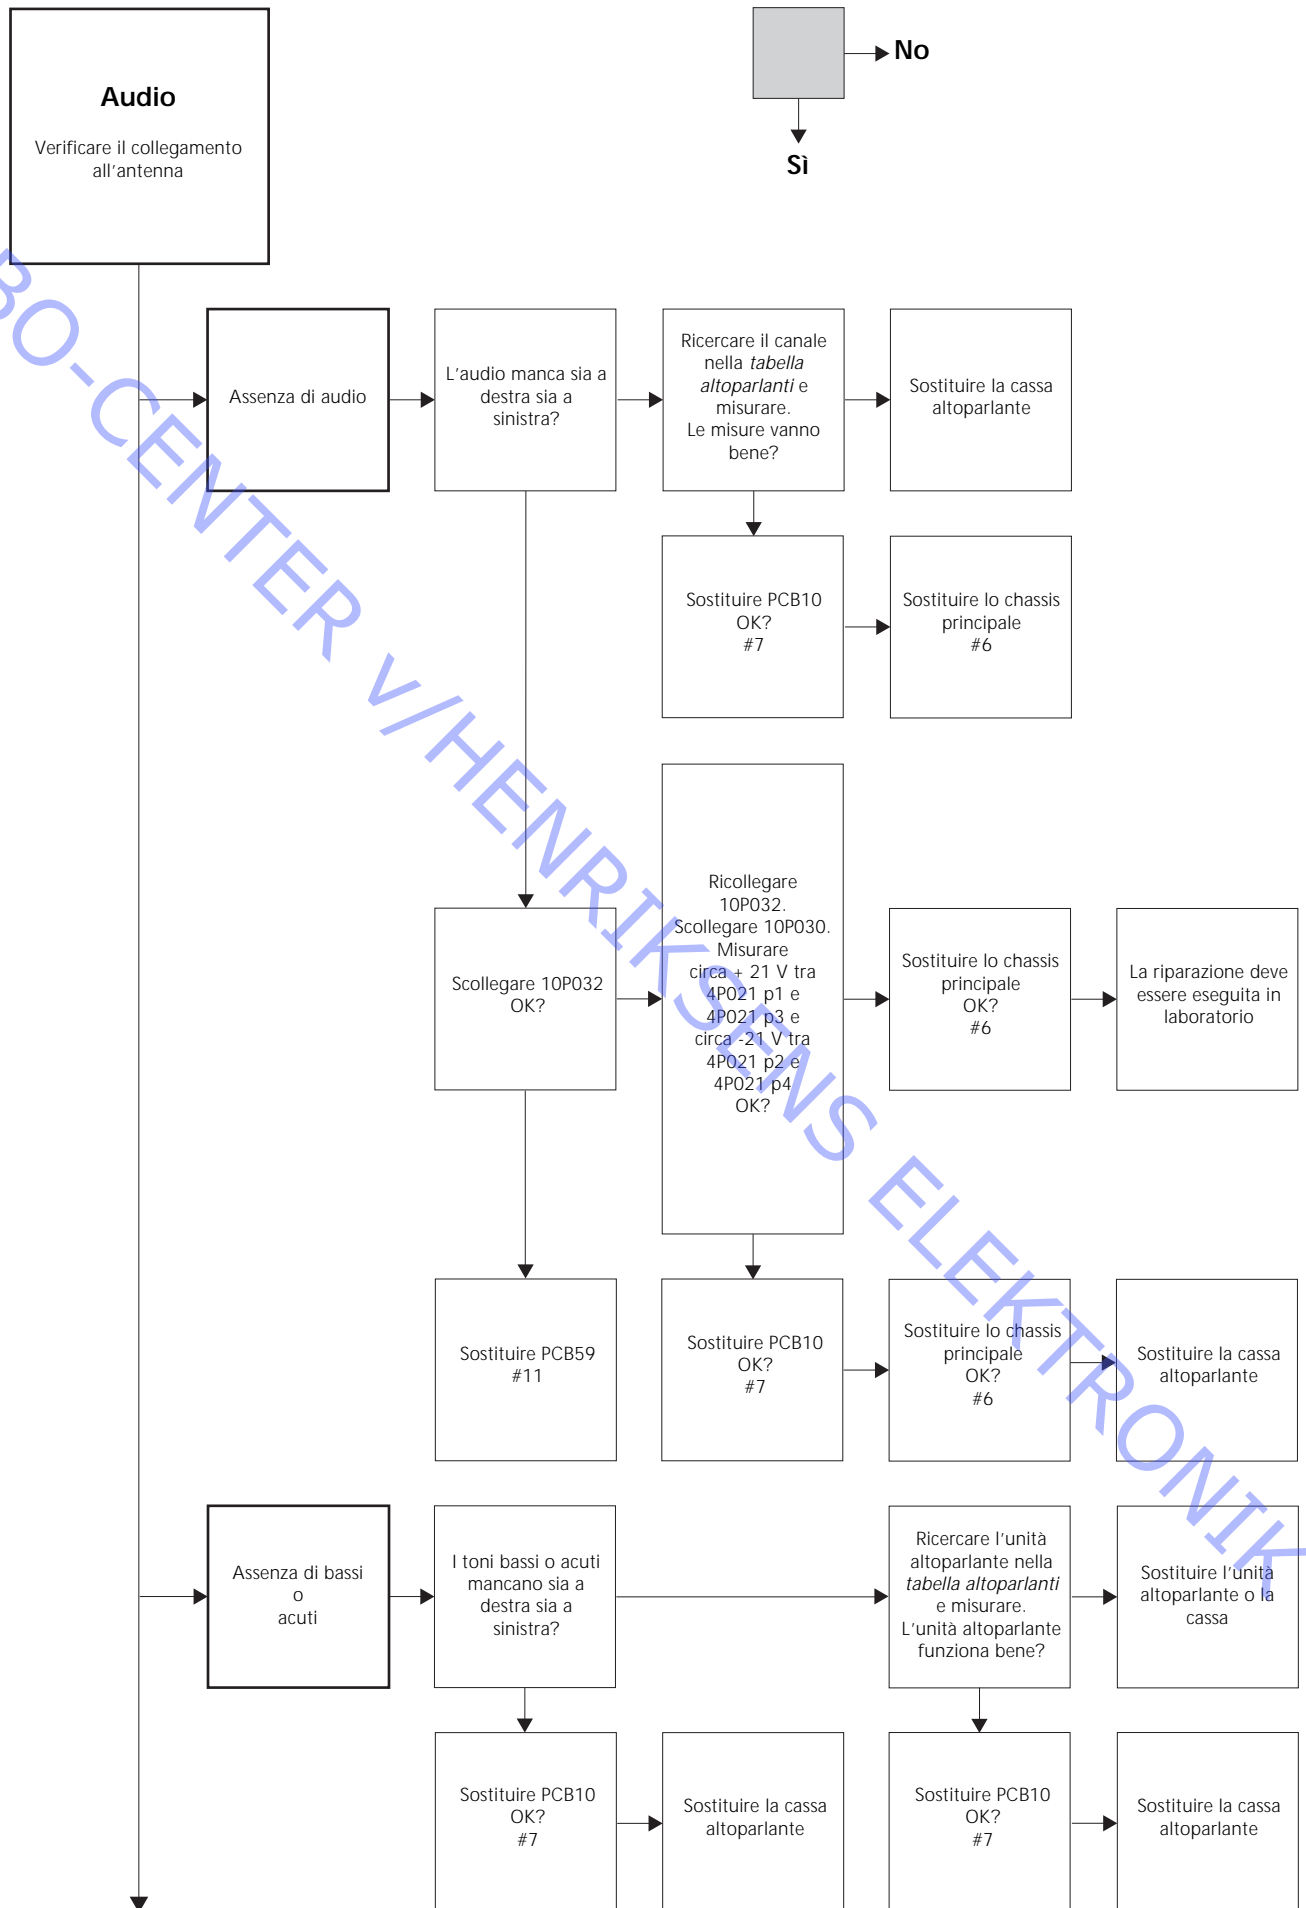 Audio
Verificare il collegamento
all'antenna
No
Sì
Assenza di audio
L'audio manca sia a
destra sia a
sinistra?
Ricercare il canale
nella tabella
altoparlanti e
misurare.
Le misure vanno
bene?
Sostituire la cassa
altoparlante
Sostituire PCB10
OK?
#7
Sostituire lo chassis
principale
#6
Scollegare 10P032
OK?
Ricollegare
10P032.
Scollegare 10P030.
Misurare
circa + 21 V tra
4P021 p1 e
4P021 p3 e
circa -21 V tra
4P021 p2 e
4P021 p4
OK?
Sostituire lo chassis
principale
OK?
#6
La riparazione deve
essere eseguita in
laboratorio
Sostituire PCB59
#11
Sostituire PCB10
OK?
#7
Sostituire lo chassis
principale
OK?
#6
Sostituire la cassa
altoparlante
Assenza di bassi
o
acuti
I toni bassi o acuti
mancano sia a
destra sia a
sinistra?
Ricercare l'unità
altoparlante nella
tabella altoparlanti
e misurare.
L'unità altoparlante
funziona bene?
Sostituire l'unità
altoparlante o la
cassa
Sostituire PCB10
OK?
#7
Sostituire la cassa
altoparlante
Sostituire PCB10
OK?
#7
Sostituire la cassa
altoparlante
BO-CENTER v/HENRIKSENS ELEKTRONIK